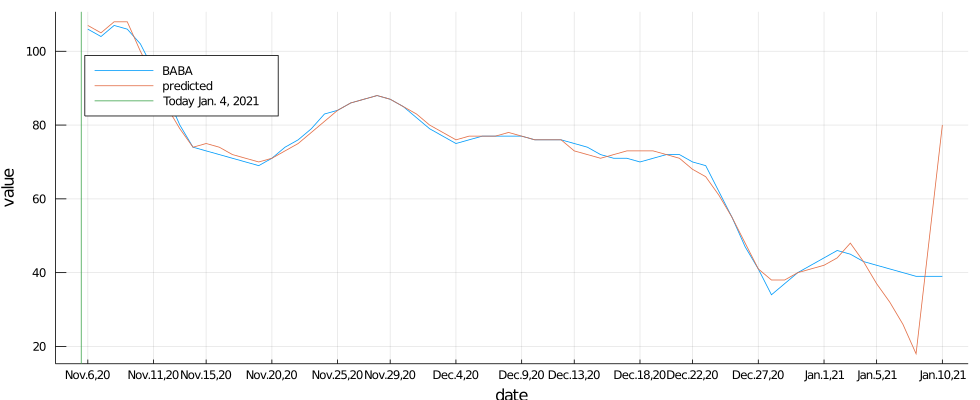 100
80
60
40
20
value
BABA
predicted
Today Jan. 4, 2021
Nov.6,20 Nov.11,20 Nov.15,20 Nov.20,20 Nov.25,20 Nov.29,20 Dec.4,20 Dec.9,20 Dec.13,20 Dec.18,20 Dec.22,20 Dec.27,20 Jan.1,21 Jan.5,21 Jan.10,21
date